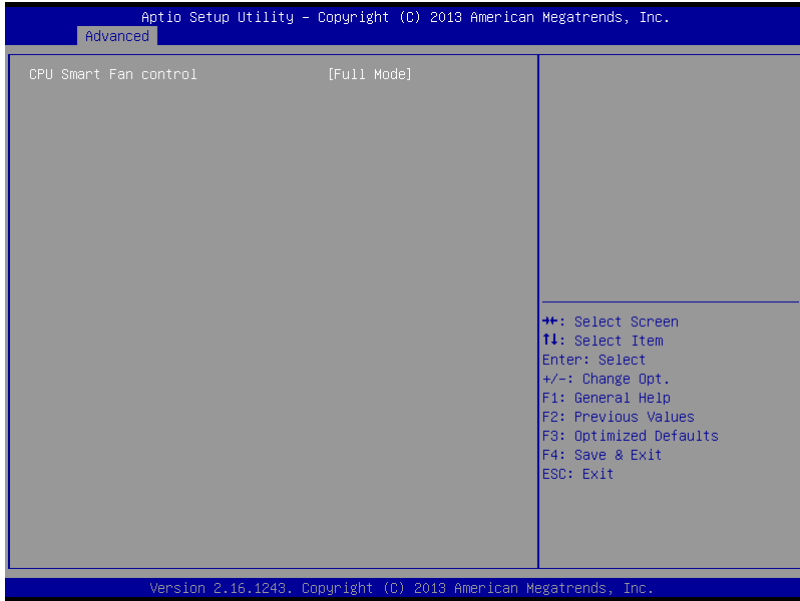 Aptio Setup Utility – Copyright (C) 2013 American Megatrends, Inc.
Advanced
CPU Smart Fan control [Full Mode]
→←: Select Screen
↑↓: Select Item
Enter: Select
+/-: Change Opt.
F1: General Help
F2: Previous Values
F3: Optimized Defaults
F4: Save & Exit
ESC: Exit
Version 2.16.1243. Copyright (C) 2013 American Megatrends, Inc.